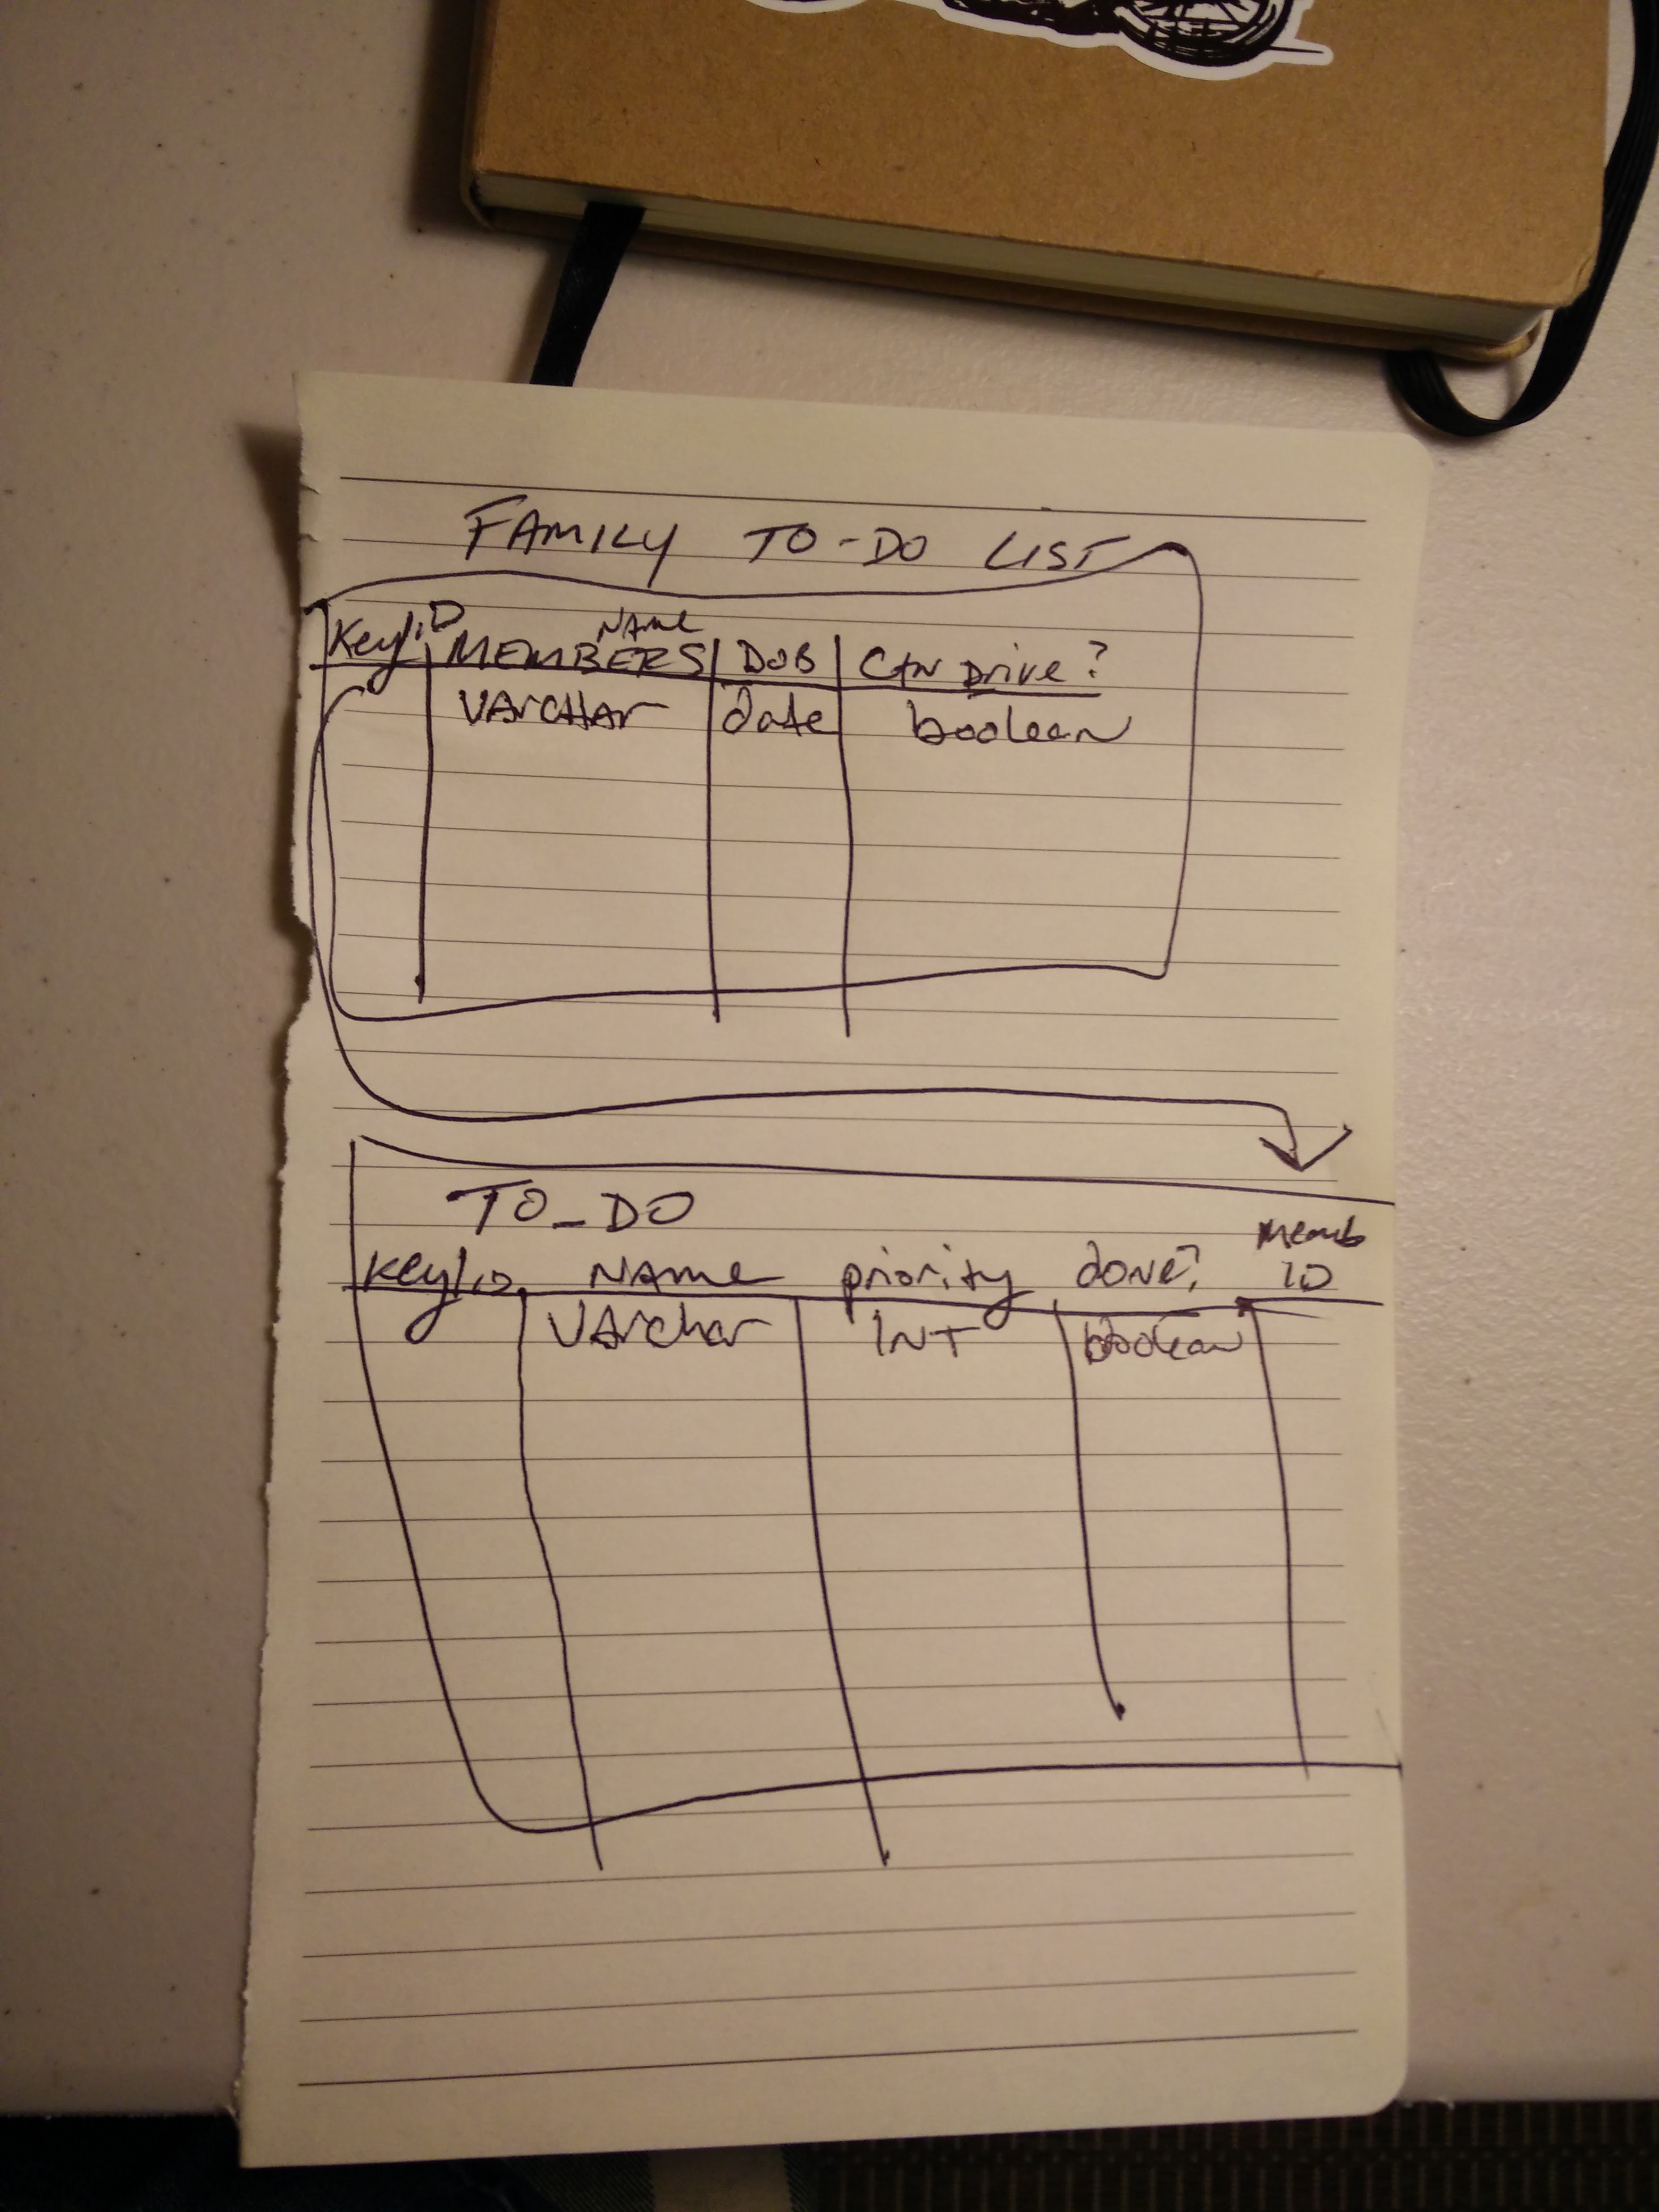 FAMILY TO-DO LIST
Key/iD MEMBERS NAME DOB CAN Drive?
VARCHAR date boolean
TO_DO
Key/iD NAME priority done? Memb ID
VArchar INT boolean